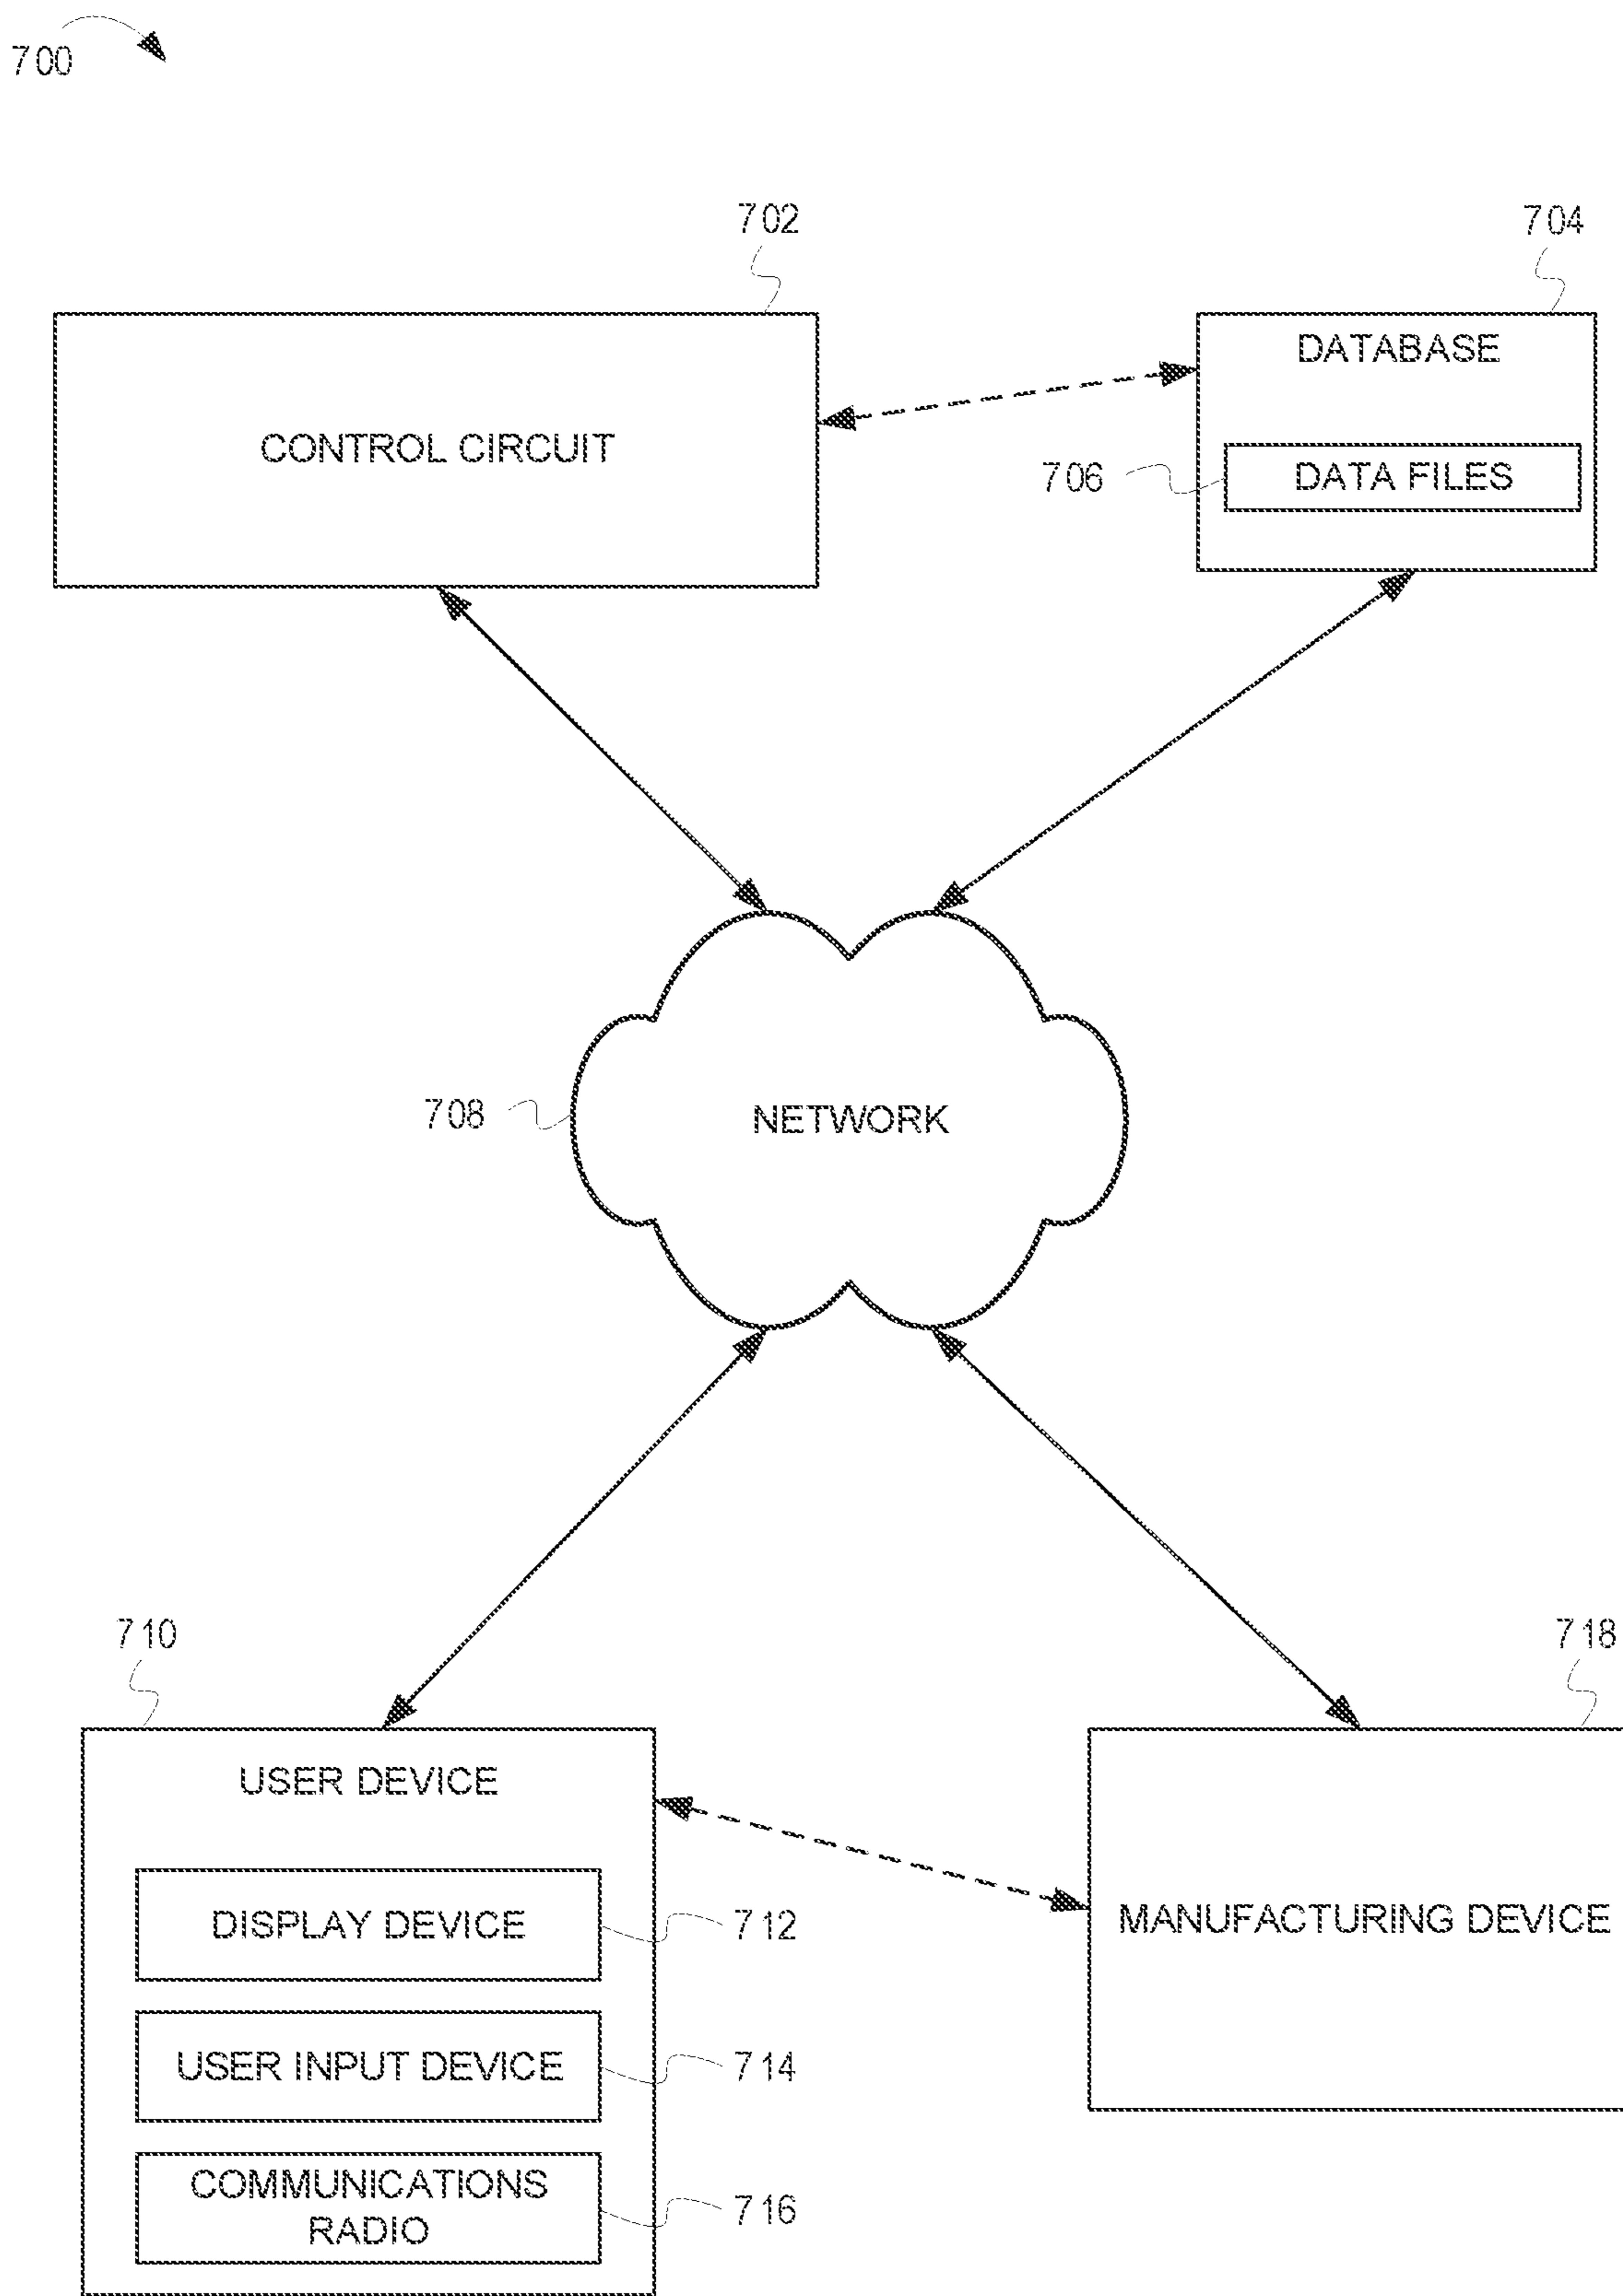 700
702
704
CONTROL CIRCUIT
DATABASE
706
DATA FILES
708
NETWORK
710
718
USER DEVICE
DISPLAY DEVICE
712
MANUFACTURING DEVICE
USER INPUT DEVICE
714
COMMUNICATIONS
RADIO
716